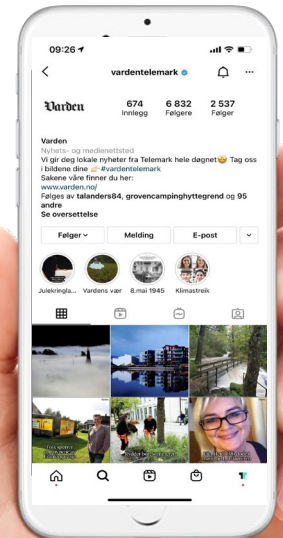 09:26
vardentelemark
Varden
674 6 832 2 537
Innlegg Følgere Følger
Varden
Nyhets- og medienettsted
Vi gir deg lokale nyheter fra Telemark hele døgnet Tag oss
i bildene dine #vardentelemark
Sakene våre finner du her:
www.varden.no/
Følges av talanders84, grovencampinghyttegrend og 95
andre
Se oversettelse
Følger Melding E-post
Julekringla... Vardens vær 8.mai 1945 Klimastreik